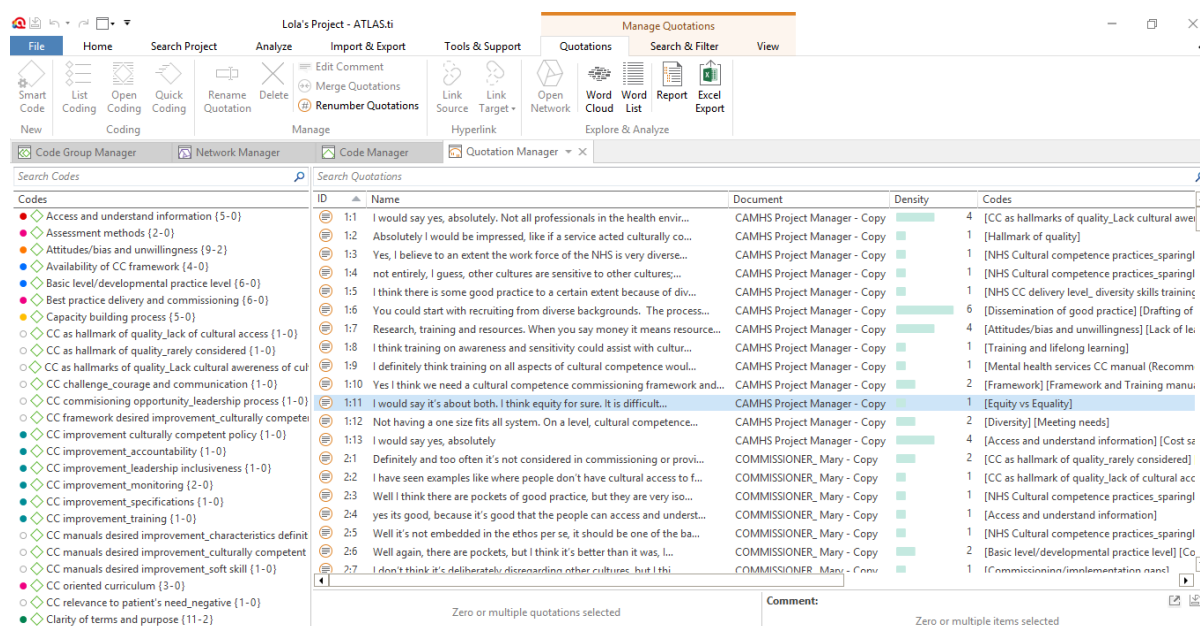 Lola's Project - ATLAS.ti
Manage Quotations
File Home Search Project Analyze Import & Export Tools & Support Quotations Search & Filter View
Smart Code
List Coding
Open Coding
Quick Coding
Rename Quotation
Delete
Edit Comment
Merge Quotations
Renumber Quotations
Link Source
Link Target
Open Network
Word Cloud
Word List
Report
Excel Export
New Coding Manage Hyperlink Explore & Analyze
Code Group Manager Network Manager Code Manager Quotation Manager
Search Codes
Codes
Access and understand information {5-0}
Assessment methods {2-0}
Attitudes/bias and unwillingness {9-2}
Availability of CC framework {4-0}
Basic level/developmental practice level {6-0}
Best practice delivery and commissioning {6-0}
Capacity building process {5-0}
CC as hallmark of quality_lack of cultural access {1-0}
CC as hallmark of quality_rarely considered {1-0}
CC as hallmarks of quality_Lack cultural awereness of cul
CC challenge_courage and communication {1-0}
CC commisioning opportunity_leadership process {1-0}
CC framework desired improvement_culturally competer
CC improvement culturally competent policy {1-0}
CC improvement_accountability {1-0}
CC improvement_leadership inclusiveness {1-0}
CC improvement_monitoring {2-0}
CC improvement_specifications {1-0}
CC improvement_training {1-0}
CC manuals desired improvement_characteristics definit
CC manuals desired improvement_culturally competent
CC manuals desired improvement_soft skill {1-0}
CC oriented curriculum {3-0}
CC relevance to patient's need_negative {1-0}
Clarity of terms and purpose {11-2}
Search Quotations
ID Name Document Density Codes
1:1 I would say yes, absolutely. Not all professionals in the health envir... CAMHS Project Manager - Copy 4 [CC as hallmarks of quality_Lack cultural awe
1:2 Absolutely I would be impressed, like if a service acted culturally co... CAMHS Project Manager - Copy 1 [Hallmark of quality]
1:3 Yes, I believe to an extent the work force of the NHS is very diverse... CAMHS Project Manager - Copy 1 [NHS Cultural competence practices_sparingl
1:4 not entirely, I guess, other cultures are sensitive to other cultures;... CAMHS Project Manager - Copy 1 [NHS Cultural competence practices_sparingl
1:5 I think there is some good practice to a certain extent because of div... CAMHS Project Manager - Copy 1 [NHS CC delivery level_ diversity skills training
1:6 You could start with recruiting from diverse backgrounds. The process... CAMHS Project Manager - Copy 6 [Dissemination of good practice] [Drafting of
1:7 Research, training and resources. When you say money it means resource... CAMHS Project Manager - Copy 4 [Attitudes/bias and unwillingness] [Lack of le
1:8 I think training on awareness and sensitivity could assist with cultur... CAMHS Project Manager - Copy 1 [Training and lifelong learning]
1:9 I definitely think training on all aspects of cultural competence woul... CAMHS Project Manager - Copy 1 [Mental health services CC manual (Recomm
1:10 Yes I think we need a cultural competence commissioning framework and... CAMHS Project Manager - Copy 2 [Framework] [Framework and Training manu
1:11 I would say it's about both. I think equity for sure. It is difficult... CAMHS Project Manager - Copy 1 [Equity vs Equality]
1:12 Not having a one size fits all system. On a level, cultural competence... CAMHS Project Manager - Copy 2 [Diversity] [Meeting needs]
1:13 I would say yes, absolutely CAMHS Project Manager - Copy 4 [Access and understand information] [Cost sa
2:1 Definitely and too often it's not considered in commissioning or provi... COMMISSIONER_ Mary - Copy 2 [CC as hallmark of quality_rarely considered]
2:2 I have seen examples like where people don't have cultural access to f... COMMISSIONER_ Mary - Copy 1 [CC as hallmark of quality_lack of cultural acc
2:3 Well I think there are pockets of good practice, but they are very iso... COMMISSIONER_ Mary - Copy 1 [NHS Cultural competence practices_sparingl
2:4 yes its good, because it's good that the people can access and underst... COMMISSIONER_ Mary - Copy 1 [Access and understand information]
2:5 Well it's not embedded in the ethos per se, it should be one of the ba... COMMISSIONER_ Mary - Copy 1 [NHS Cultural competence practices_sparingl
2:6 Well again, there are pockets, but I think it's better than it was, I... COMMISSIONER_ Mary - Copy 2 [Basic level/developmental practice level] [Co
2:7 I don't think it's deliberately disregarding other cultures, but I thi... COMMISSIONER_ Mary - Copy 1 [Commissioning/implementation gaps]
Zero or multiple quotations selected
Comment:
Zero or multiple items selected